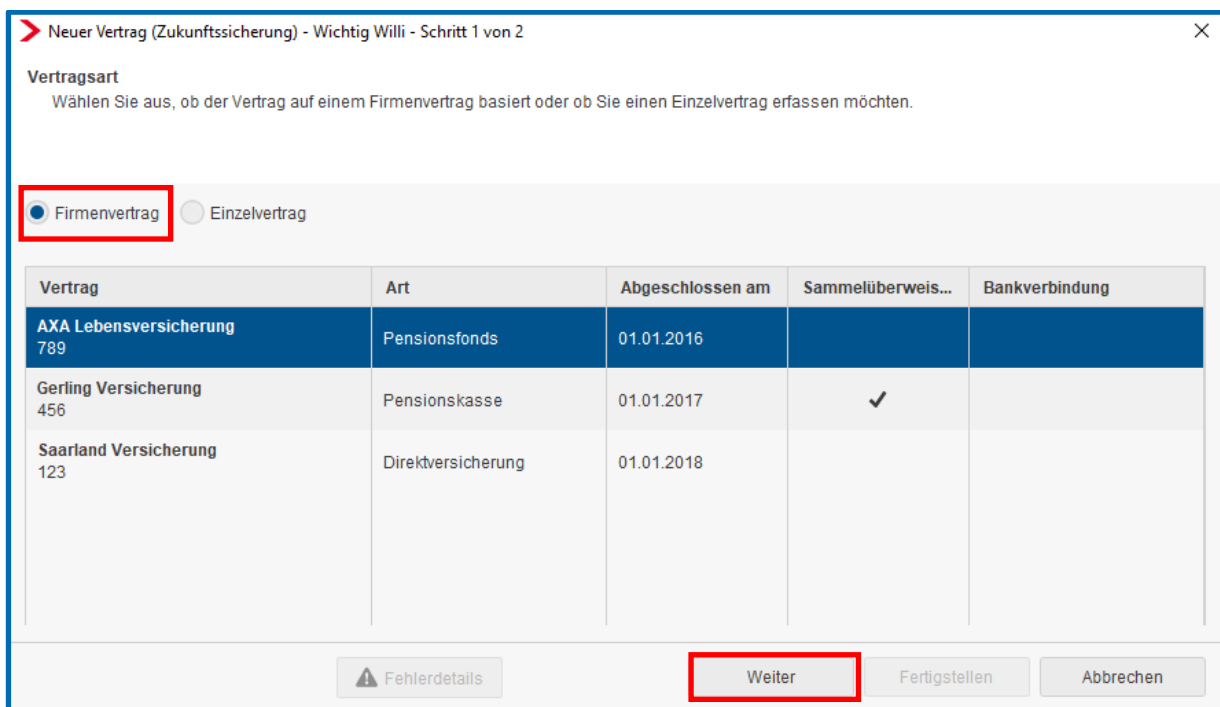 Neuer Vertrag (Zukunftssicherung) - Wichtig Willi - Schritt 1 von 2
Vertragsart
Wählen Sie aus, ob der Vertrag auf einem Firmenvertrag basiert oder ob Sie einen Einzelvertrag erfassen möchten.
Firmenvertrag Einzelvertrag
Vertrag Art Abgeschlossen am Sammelüberweis... Bankverbindung
AXA Lebensversicherung
789 Pensionsfonds 01.01.2016
Gerling Versicherung
456 Pensionskasse 01.01.2017 ✓
Saarland Versicherung
123 Direktversicherung 01.01.2018
Fehlerdetails Weiter Fertigstellen Abbrechen